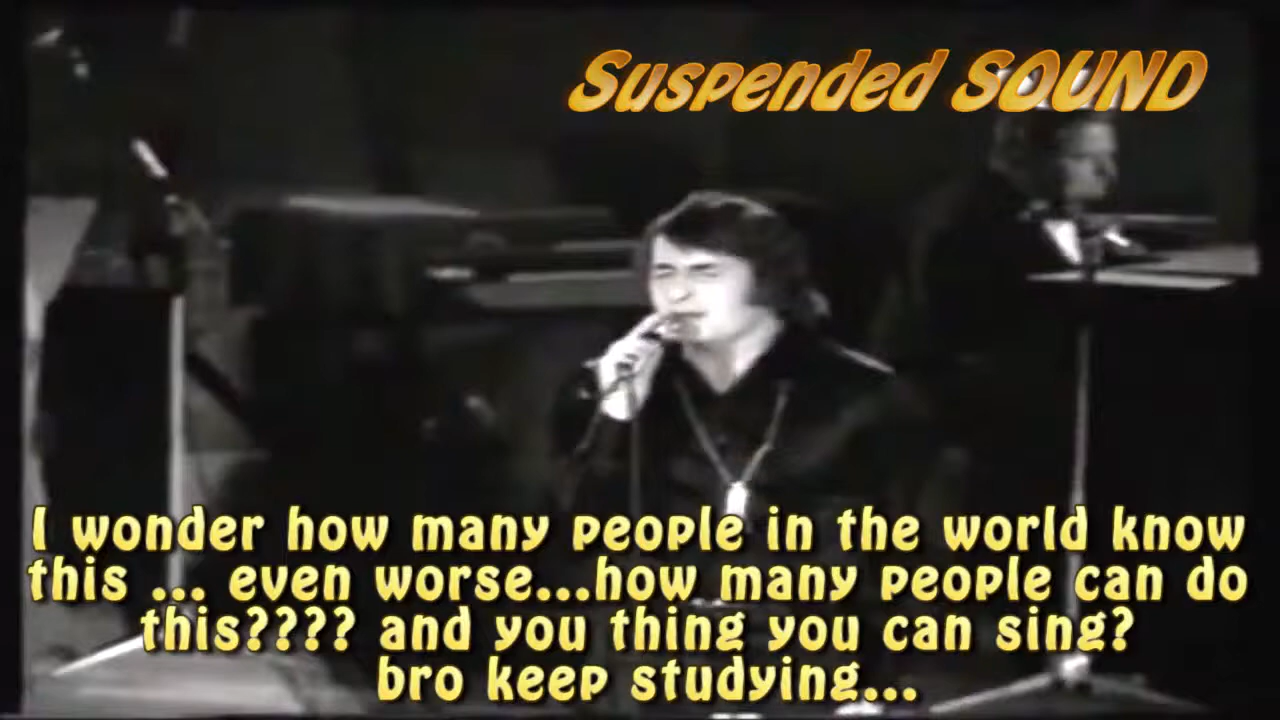 Suspended SOUND
I wonder how many people in the world know
this ... even worse...how many people can do
this???? and you thing you can sing?
bro keep studying...